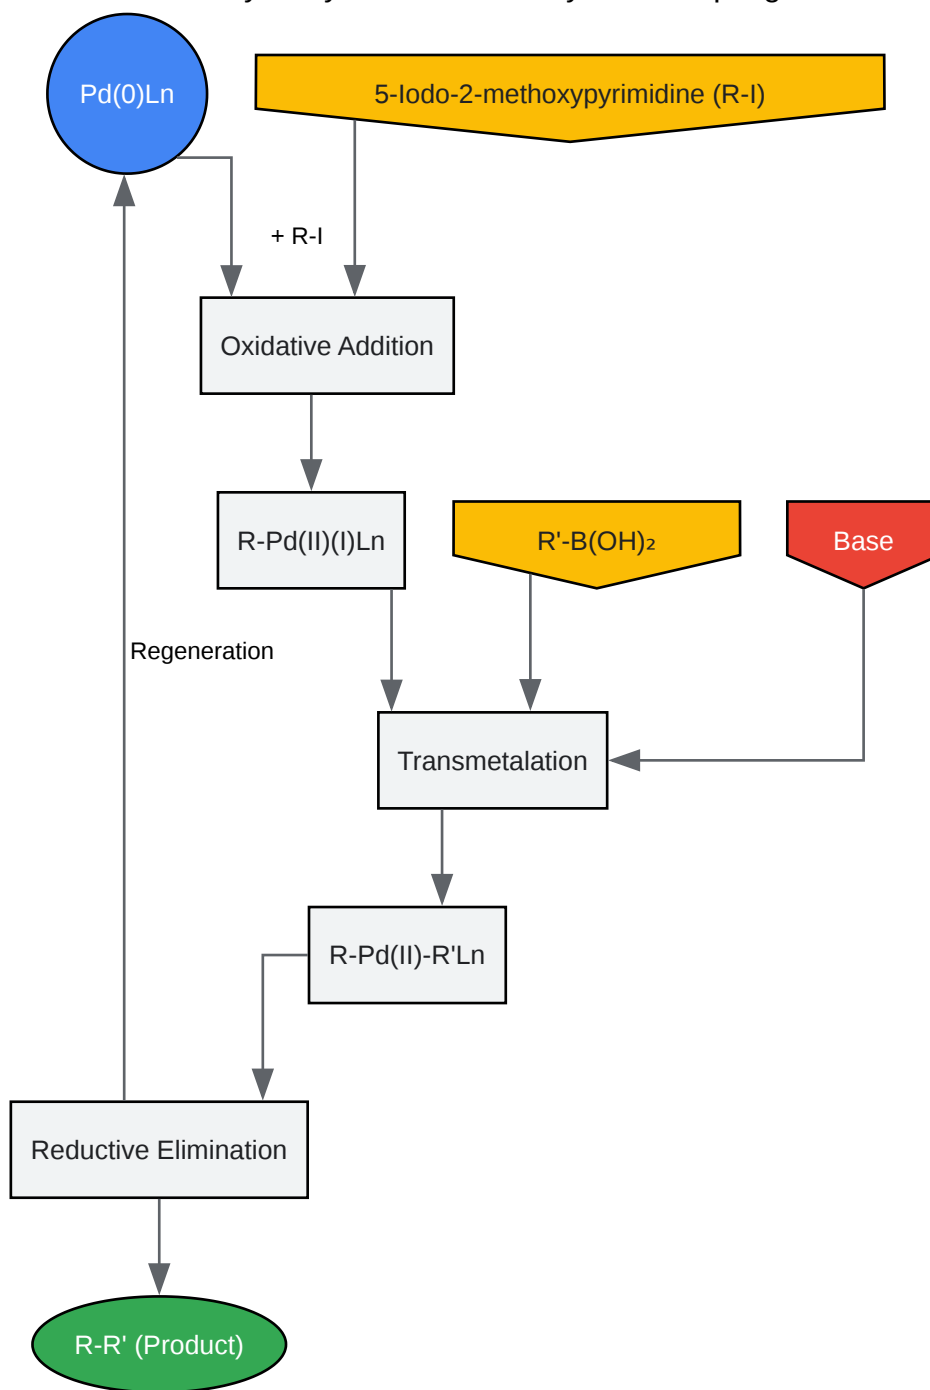 Pd(0)Ln
5-Iodo-2-methoxypyrimidine (R-I)
+ R-I
Oxidative Addition
R-Pd(II)(I)Ln
R'-B(OH)₂
Base
Regeneration
Transmetalation
R-Pd(II)-R'Ln
Reductive Elimination
R-R' (Product)